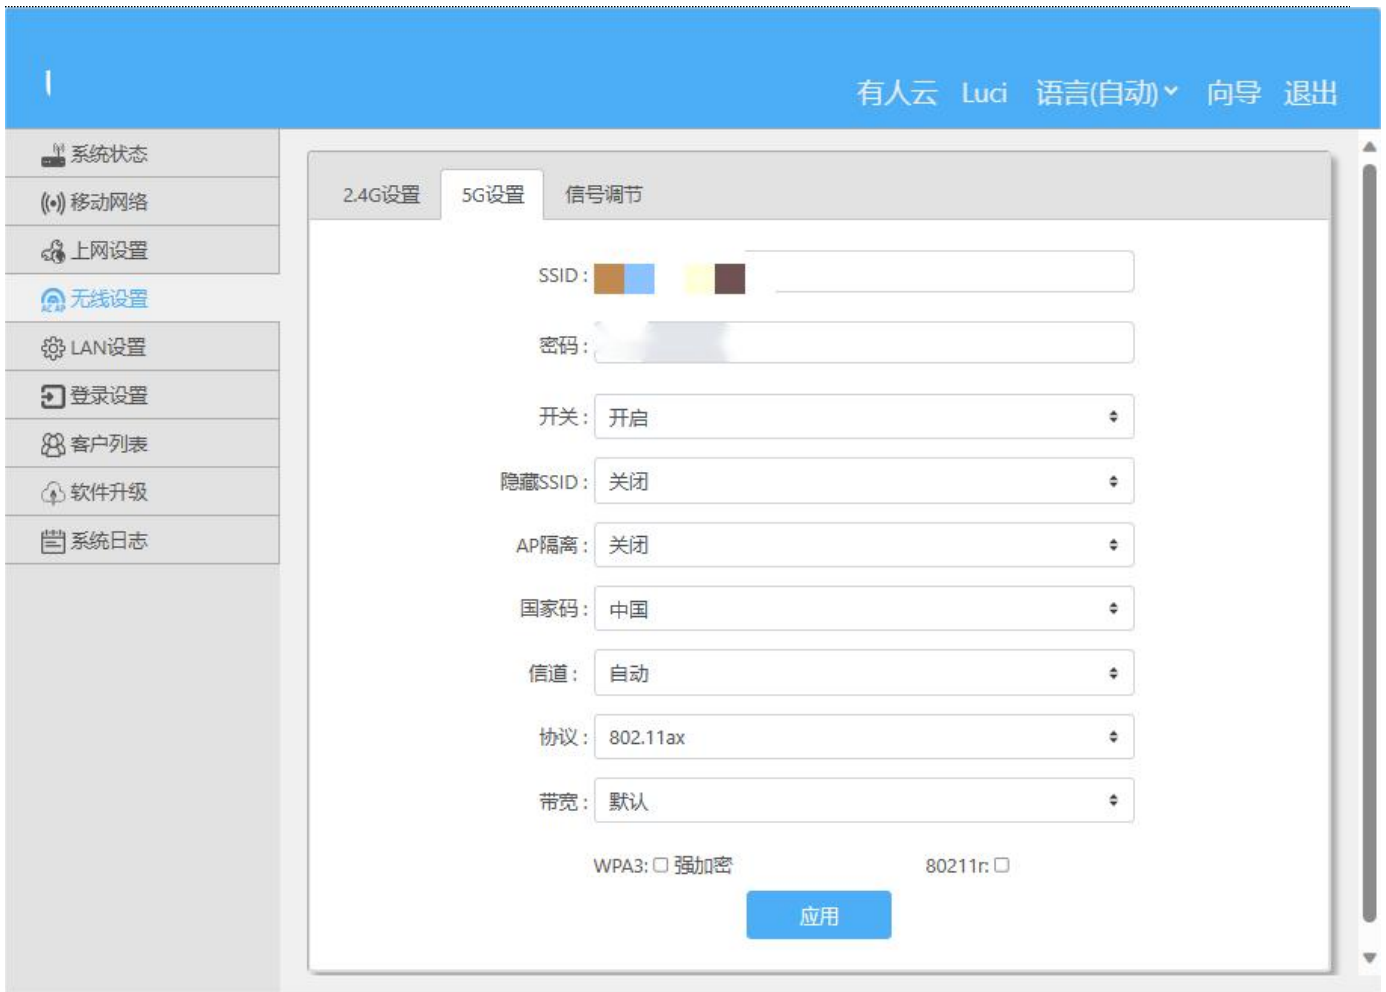 有人云 Luci 语言(自动) 向导 退出
系统状态
移动网络
上网设置
无线设置
LAN设置
登录设置
客户列表
软件升级
系统日志
2.4G设置 5G设置 信号调节
SSID :
密码 :
开关 : 开启
隐藏SSID : 关闭
AP隔离 : 关闭
国家码 : 中国
信道 : 自动
协议 : 802.11ax
带宽 : 默认
WPA3: 强加密 80211r:
应用